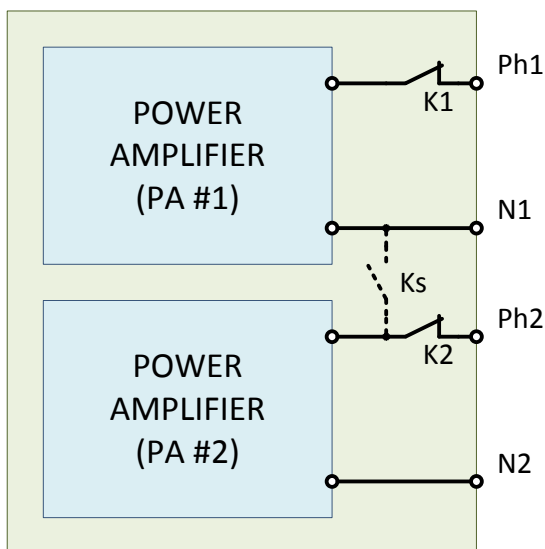 Ph1
K1
POWER
AMPLIFIER
(PA #1)
N1
Ks
Ph2
K2
POWER
AMPLIFIER
(PA #2)
N2